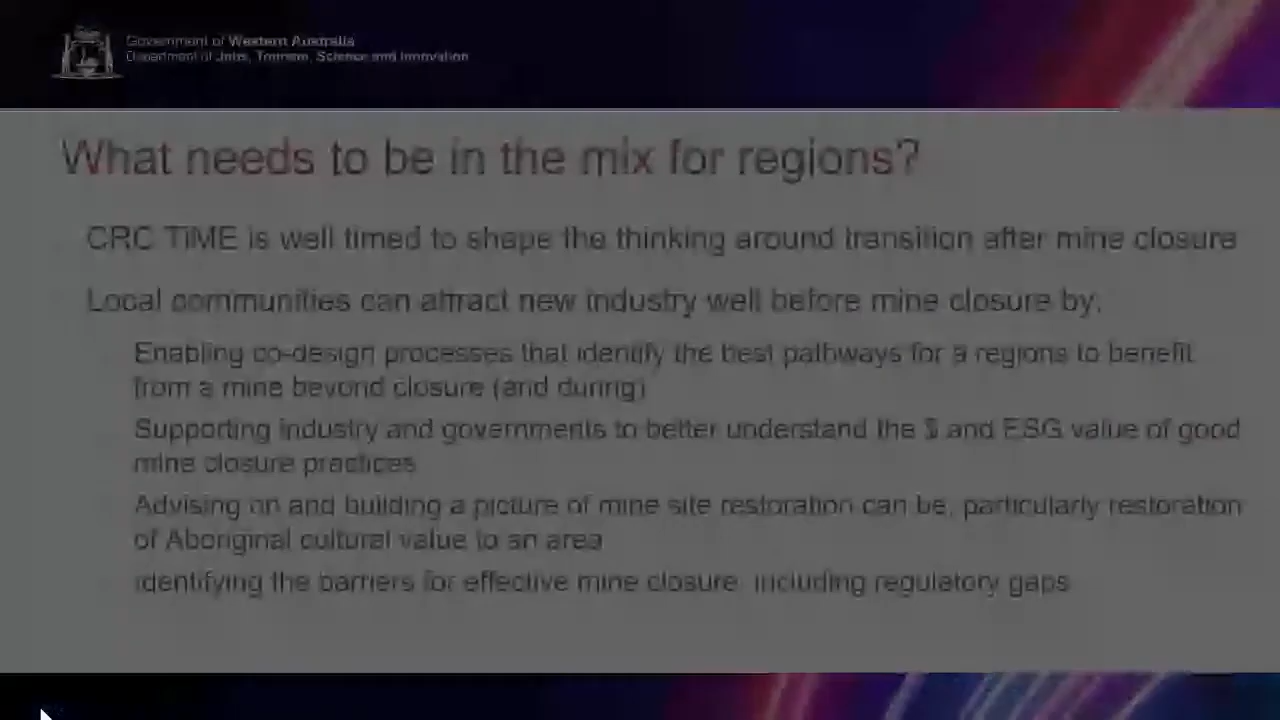 Government of Western Australia
Department of Jobs, Tourism, Science and Innovation
What needs to be in the mix for regions?
CRC TiME is well timed to shape the thinking around transition after mine closure
Local communities can attract new industry well before mine closure by:
Enabling co-design processes that identify the best pathways for a regions to benefit
from a mine beyond closure (and during)
Supporting industry and governments to better understand the $ and ESG value of good
mine closure practices
Advising on and building a picture of mine site restoration can be, particularly restoration
of Aboriginal cultural value to an area
Identifying the barriers for effective mine closure, including regulatory gaps